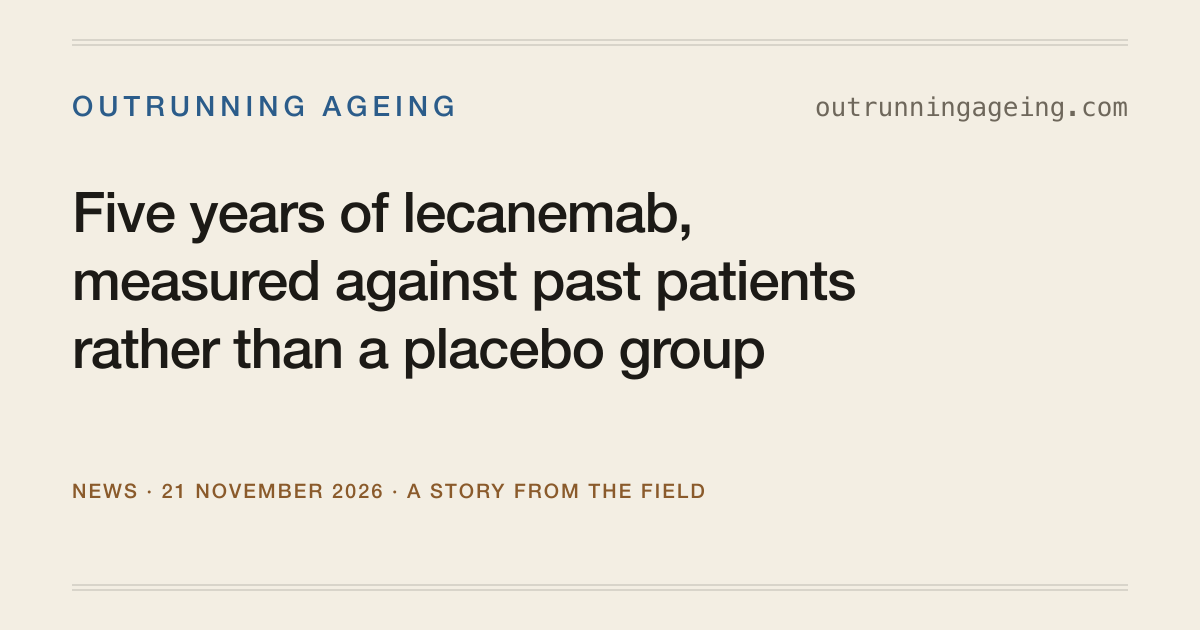 OUTRUNNING AGEING
outrunningageing.com
Five years of lecanemab,
measured against past patients
rather than a placebo group
NEWS · 21 NOVEMBER 2026 · A STORY FROM THE FIELD